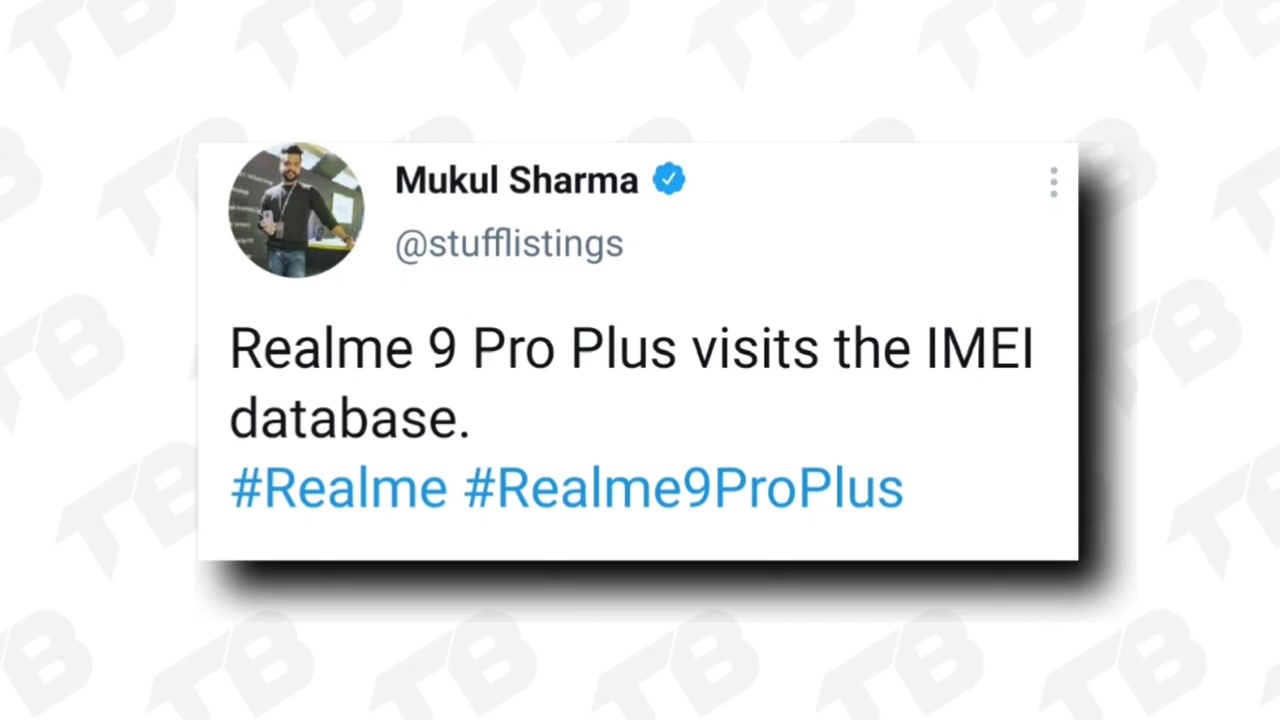 Mukul Sharma
@stufflistings
Realme 9 Pro Plus visits the IMEI
database.
#Realme #Realme9ProPlus